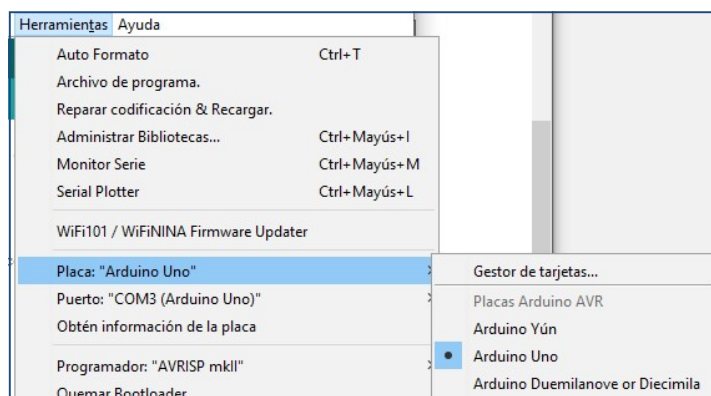 Herramientas Ayuda
Auto Formato Ctrl+T
Archivo de programa.
Reparar codificación & Recargar.
Administrar Bibliotecas... Ctrl+Mayús+I
Monitor Serie Ctrl+Mayús+M
Serial Plotter Ctrl+Mayús+L
WiFi101 / WiFiNINA Firmware Updater
Placa: "Arduino Uno"
Puerto: "COM3 (Arduino Uno)"
Obtén información de la placa
Programador: "AVRISP mkII"
Quemar Bootloader
Gestor de tarjetas...
Placas Arduino AVR
Arduino Yún
Arduino Uno
Arduino Duemilanove or Diecimila